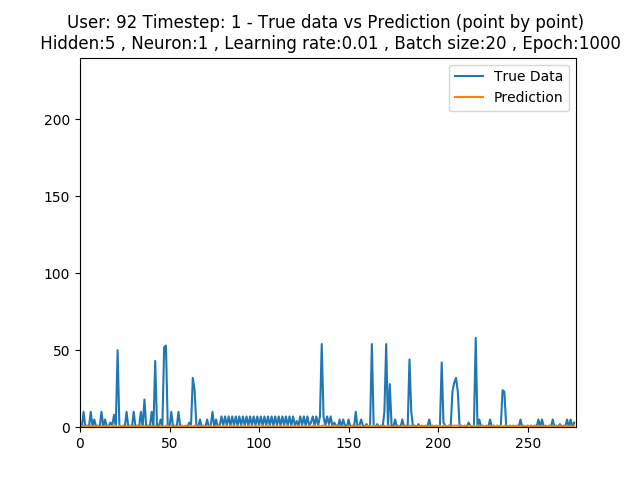 User: 92 Timestep: 1 - True data vs Prediction (point by point)
Hidden:5 , Neuron:1 , Learning rate:0.01 , Batch size:20 , Epoch:1000
True Data
Prediction
200
150
100
50
0
0 50 100 150 200 250